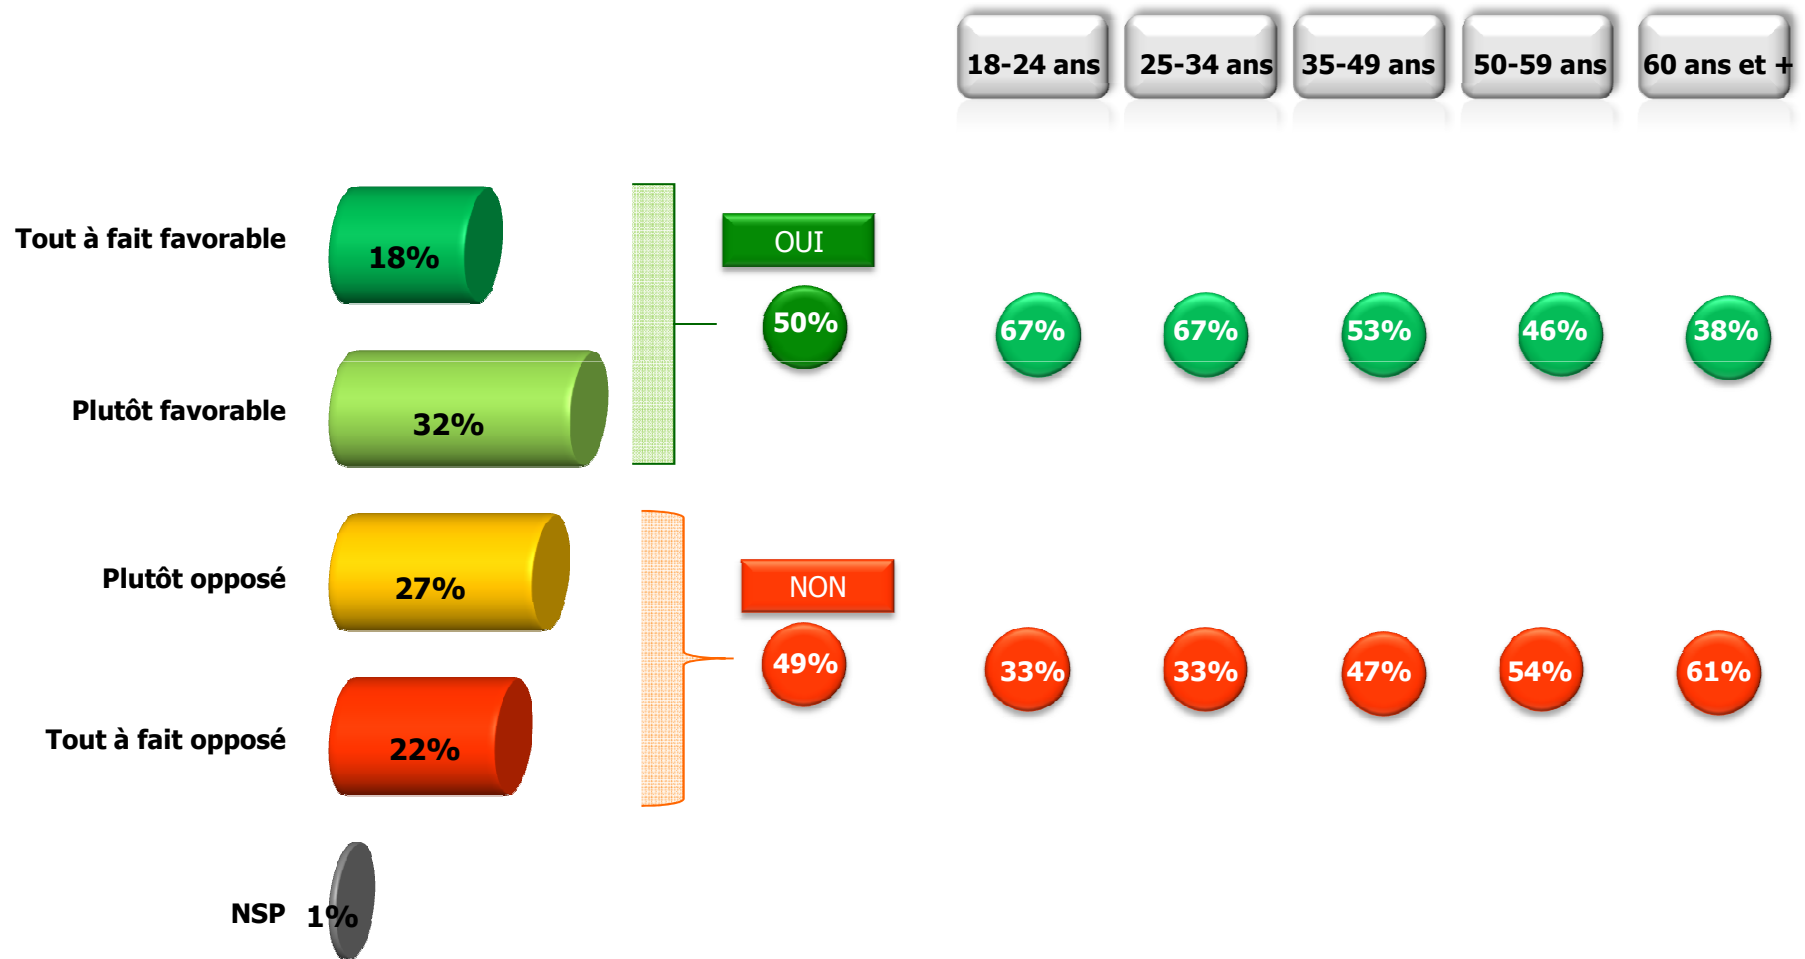 18-24 ans 25-34 ans 35-49 ans 50-59 ans 60 ans et +
Tout à fait favorable 18%
OUI
50% 67% 67% 53% 46% 38%
Plutôt favorable 32%
Plutôt opposé 27%
NON
49% 33% 33% 47% 54% 61%
Tout à fait opposé 22%
NSP 1%